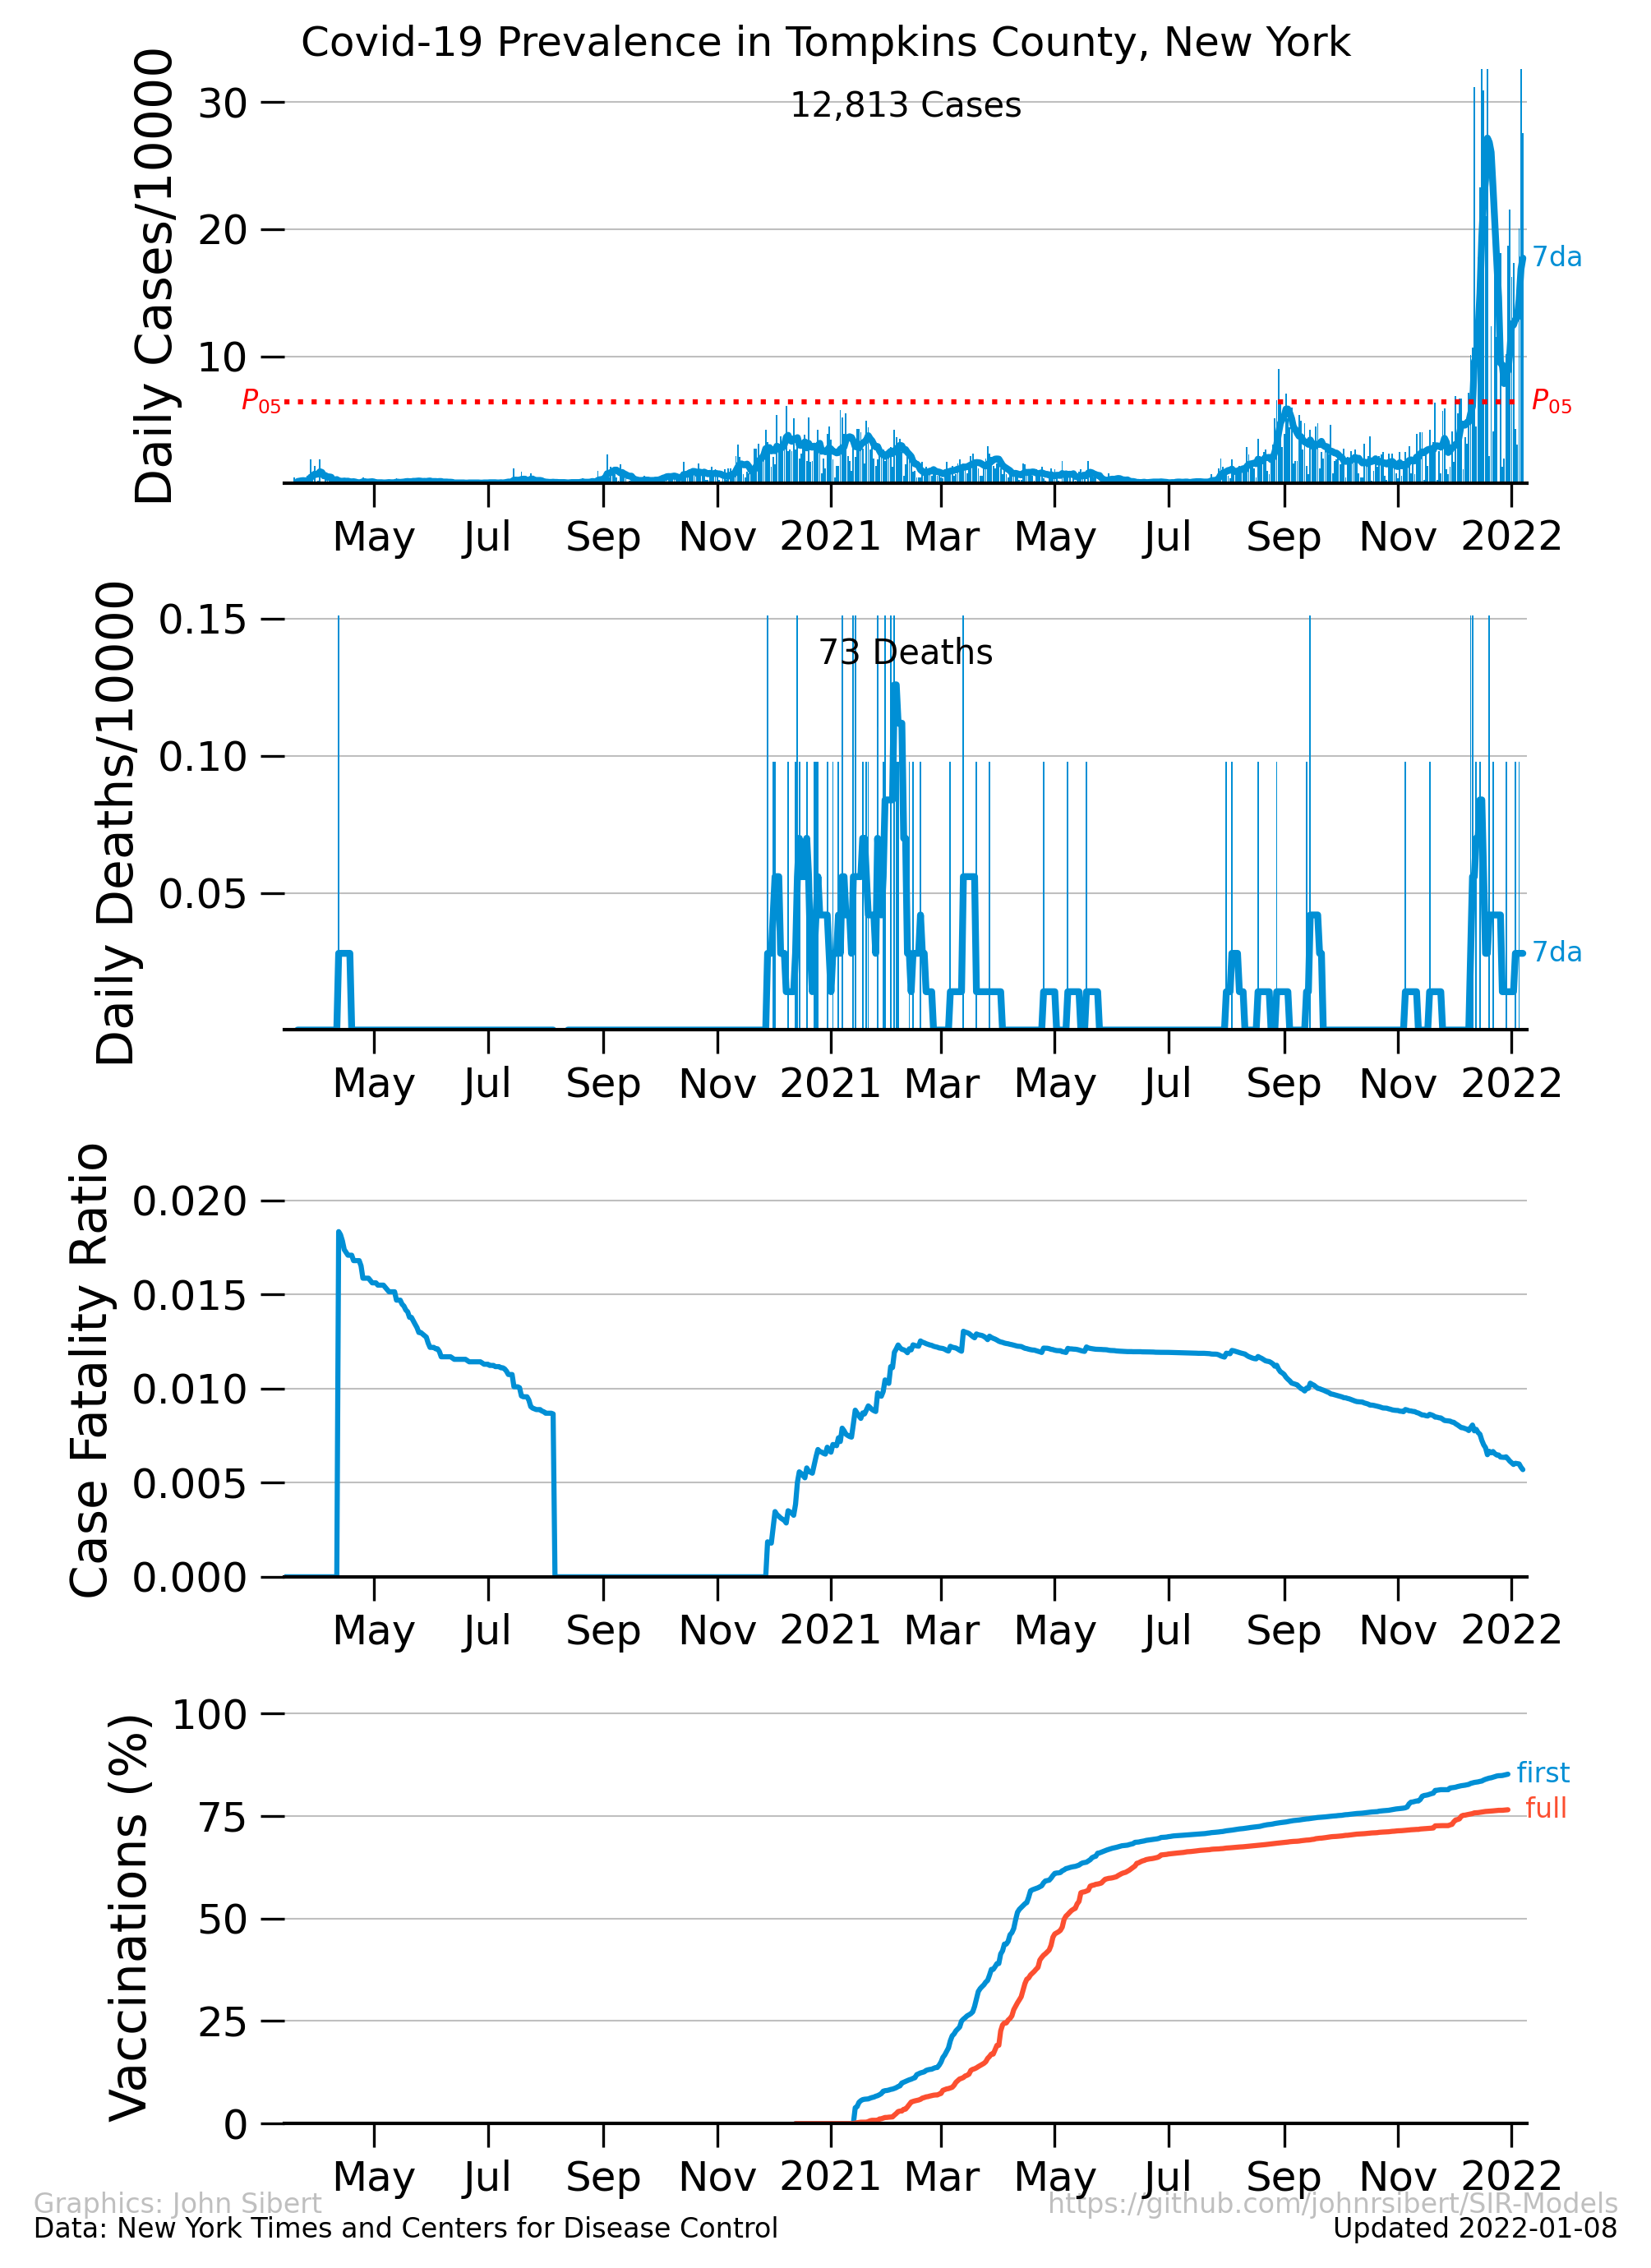 Covid-19 Prevalence in Tompkins County, New York
Daily Cases/10000
12,813 Cases
30
20
10
7da
P05
P05
May Jul Sep Nov 2021 Mar May Jul Sep Nov 2022
Daily Deaths/10000
73 Deaths
0.15
0.10
0.05
7da
May Jul Sep Nov 2021 Mar May Jul Sep Nov 2022
Case Fatality Ratio
0.020
0.015
0.010
0.005
0.000
May Jul Sep Nov 2021 Mar May Jul Sep Nov 2022
Vaccinations (%)
100
75
50
25
0
first
full
May Jul Sep Nov 2021 Mar May Jul Sep Nov 2022
Graphics: John Sibert
https://github.com/johnrsibert/SIR-Models
Data: New York Times and Centers for Disease Control
Updated 2022-01-08